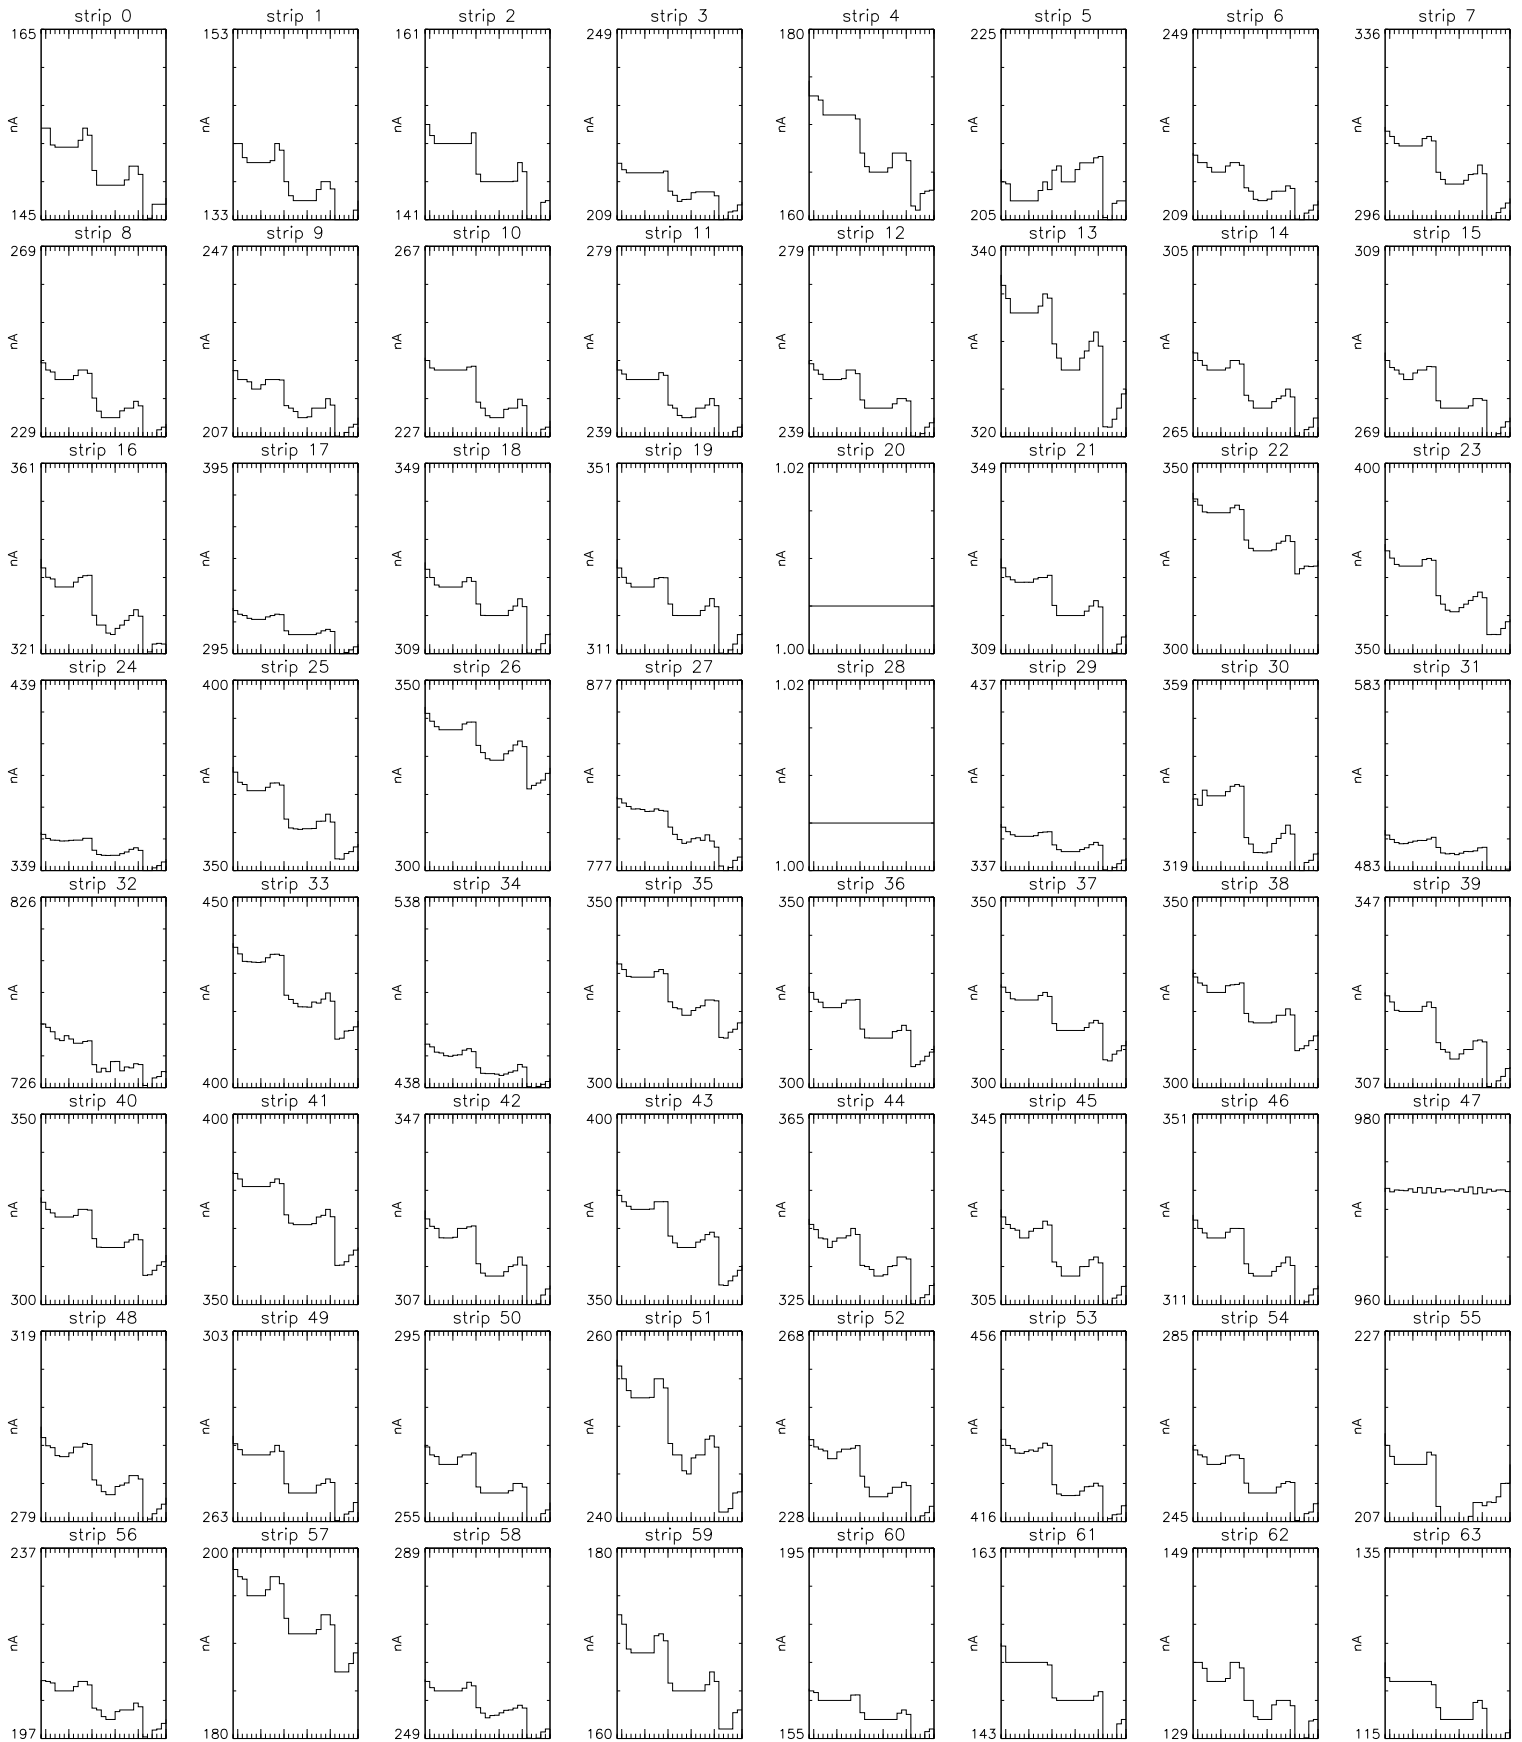 strip 0 strip 1 strip 2 strip 3 strip 4 strip 5 strip 6 strip 7
165 153 161 249 180 225 249 336
nA nA nA nA nA nA nA nA
145 133 141 209 160 205 209 296
strip 8 strip 9 strip 10 strip 11 strip 12 strip 13 strip 14 strip 15
269 247 267 279 279 340 305 309
nA nA nA nA nA nA nA nA
229 207 227 239 239 320 265 269
strip 16 strip 17 strip 18 strip 19 strip 20 strip 21 strip 22 strip 23
361 395 349 351 1.02 349 350 400
nA nA nA nA nA nA nA nA
321 295 309 311 1.00 309 300 350
strip 24 strip 25 strip 26 strip 27 strip 28 strip 29 strip 30 strip 31
439 400 350 877 1.02 437 359 583
nA nA nA nA nA nA nA nA
339 350 300 777 1.00 337 319 483
strip 32 strip 33 strip 34 strip 35 strip 36 strip 37 strip 38 strip 39
826 450 538 350 350 350 350 347
nA nA nA nA nA nA nA nA
726 400 438 300 300 300 300 307
strip 40 strip 41 strip 42 strip 43 strip 44 strip 45 strip 46 strip 47
350 400 347 400 365 345 351 980
nA nA nA nA nA nA nA nA
300 350 307 350 325 305 311 960
strip 48 strip 49 strip 50 strip 51 strip 52 strip 53 strip 54 strip 55
319 303 295 260 268 456 285 227
nA nA nA nA nA nA nA nA
279 263 255 240 228 416 245 207
strip 56 strip 57 strip 58 strip 59 strip 60 strip 61 strip 62 strip 63
237 200 289 180 195 163 149 135
nA nA nA nA nA nA nA nA
197 180 249 160 155 143 129 115